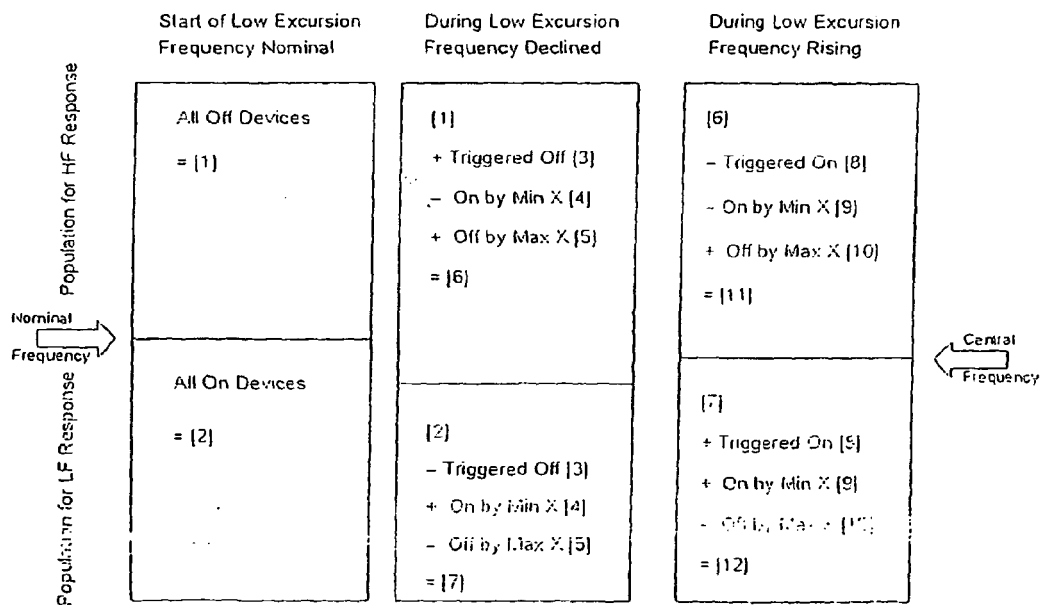 Start of Low Excursion
Frequency Nominal
During Low Excursion
Frequency Declined
During Low Excursion
Frequency Rising
Population for HF Response
All Off Devices
= [1]
[1]
+ Triggered Off [3]
– On by Min X [4]
+ Off by Max X [5]
= [6]
[6]
– Triggered On [8]
- On by Min X [9]
+ Off by Max X [10]
= [11]
Nominal
Frequency
Central
Frequency
Population for LF Response
All On Devices
= [2]
[2]
– Triggered Off [3]
+ On by Min X [4]
– Off by Max X [5]
= [7]
[7]
+ Triggered On
+ On by Min X [9]
- Off by Max X
= [12]